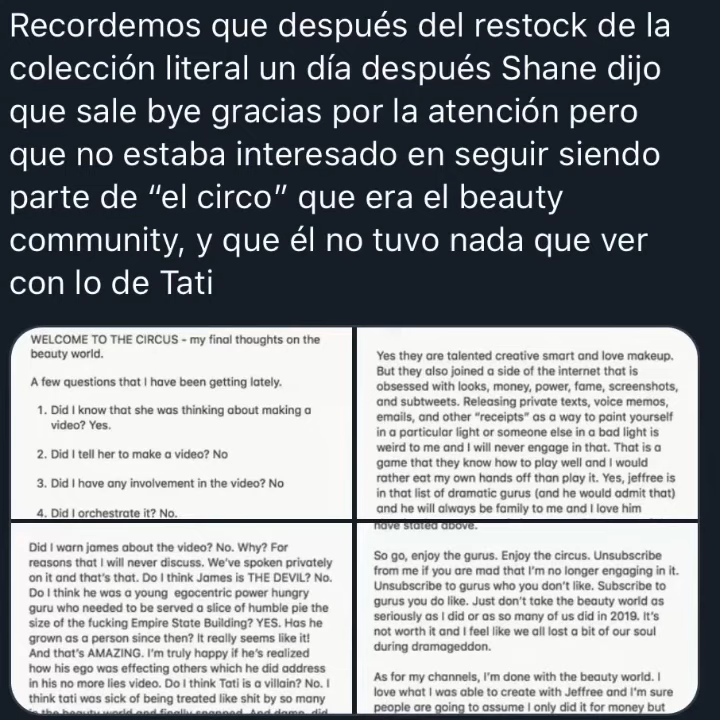 Recordemos que después del restock de la
colección literal un día después Shane dijo
que sale bye gracias por la atención pero
que no estaba interesado en seguir siendo
parte de “el circo” que era el beauty
community, y que él no tuvo nada que ver
con lo de Tati
WELCOME TO THE CIRCUS - my final thoughts on the
beauty world.
A few questions that I have been getting lately.
1. Did I know that she was thinking about making a
video? Yes.
2. Did I tell her to make a video? No
3. Did I have any involvement in the video? No
4. Did I orchestrate it? No.
Yes they are talented creative smart and love makeup.
But they also joined a side of the internet that is
obsessed with looks, money, power, fame, screenshots,
and subtweets. Releasing private texts, voice memos,
emails, and other “receipts” as a way to paint yourself
in a particular light or someone else in a bad light is
weird to me and I will never engage in that. That is a
game that they know how to play well and I would
rather eat my own hands off than play it. Yes, jeffree is
in that list of dramatic gurus (and he would admit that)
and he will always be family to me and I love him
Did I warn james about the video? No. Why? For
reasons that I will never discuss. We’ve spoken privately
on it and that’s that. Do I think James is THE DEVIL? No.
Do I think he was a young egocentric power hungry
guru who needed to be served a slice of humble pie the
size of the fucking Empire State Building? YES. Has he
grown as a person since then? It really seems like it!
And that’s AMAZING. I’m truly happy if he’s realized
how his ego was effecting others which he did address
in his no more lies video. Do I think Tati is a villain? No. I
think tati was sick of being treated like shit by so many
in the beauty world and finally snapped. And damn, did
have stated above.
So go, enjoy the gurus. Enjoy the circus. Unsubscribe
from me if you are mad that I’m no longer engaging in it.
Unsubscribe to gurus who you don’t like. Subscribe to
gurus you do like. Just don’t take the beauty world as
seriously as I did or as so many of us did in 2019. It’s
not worth it and I feel like we all lost a bit of our soul
during dramageddon.
As for my channels, I’m done with the beauty world. I
love what I was able to create with Jeffree and I’m sure
people are going to assume I only did it for money but